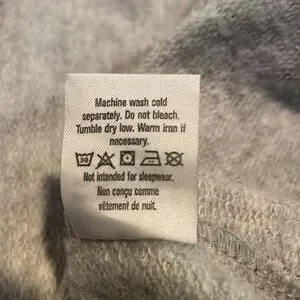 Machine wash cold
separately. Do not bleach.
Tumble dry low. Warm iron if
necessary.
30
Not intended for sleepwear.
Non conçu comme
vêtement de nuit.